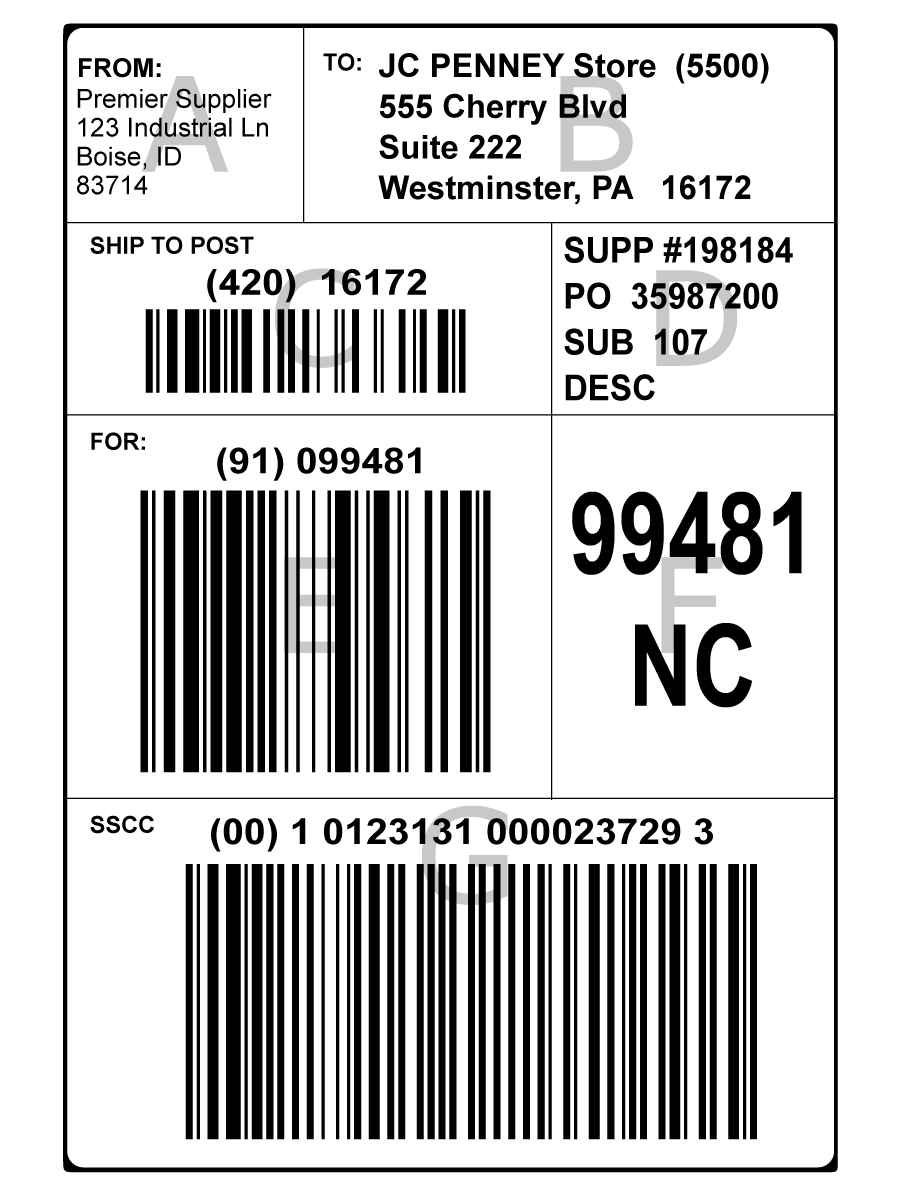 FROM:
Premier Supplier
123 Industrial Ln
Boise, ID
83714
A
TO: JC PENNEY Store (5500)
555 Cherry Blvd
Suite 222
Westminster, PA 16172
B
SHIP TO POST
(420) 16172
C
SUPP #198184
PO 35987200
SUB 107
DESC
D
FOR:
(91) 099481
E
99481
NC
F
SSCC
(00) 1 0123131 000023729 3
G